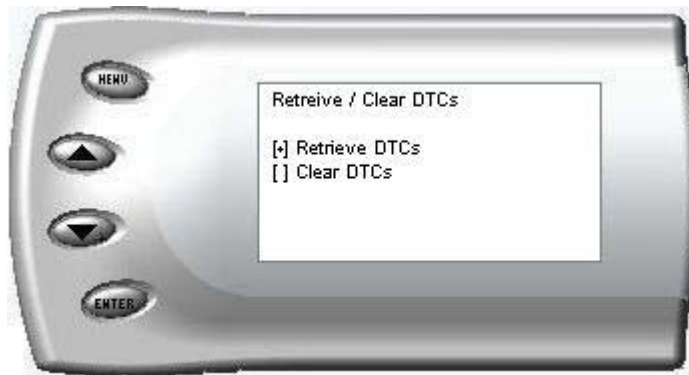 MENU
Retreive / Clear DTCs
[•] Retrieve DTCs
[ ] Clear DTCs
ENTER